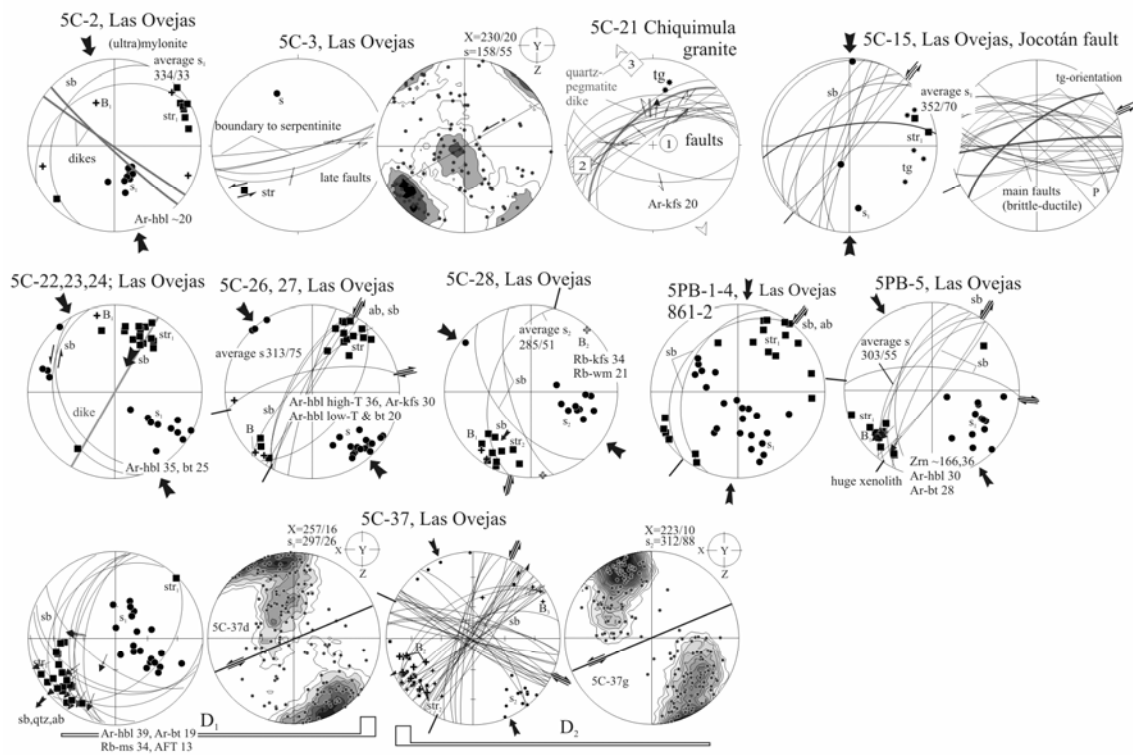 5C-2, Las Ovejas
(ultra)mylonite
average s₁
334/33
sb
B₁
str₁
dikes
s₁
Ar-hbl ~20
5C-3, Las Ovejas
s
boundary to serpentinite
late faults
str
X=230/20
s=158/55
Y
Z
5C-21 Chiquimula
granite
3
tg
quartz-
pegmatite
dike
1
faults
2
Ar-kfs 20
5C-15, Las Ovejas, Jocotán fault
sb
average s₁
352/70
str₁
tg
s₁
tg-orientation
main faults
(brittle-ductile)
P
5C-22,23,24; Las Ovejas
B₁
str₁
sb
dike
s₁
Ar-hbl 35, bt 25
5C-26, 27, Las Ovejas
ab, sb
average s 313/75
str
Ar-hbl high-T 36, Ar-kfs 30
Ar-hbl low-T & bt 20
sb
B
s
5C-28, Las Ovejas
average s₂
285/51
B₂
Rb-kfs 34
Rb-wm 21
sb
s₂
B₁
sb
str₂
5PB-1-4, Las Ovejas
861-2
sb, ab
str₁
sb
s₁
5PB-5, Las Ovejas
sb
average s
303/55
sb
str₁
B₁
s₁
Zrn ~166,36
Ar-hbl 30
Ar-bt 28
huge xenolith
5C-37, Las Ovejas
str₁
sb
s₁
str₁
sb,qtz,ab
Ar-hbl 39, Ar-bt 19
Rb-ms 34, AFT 13
X=257/16
s₁=297/26
X
Y
Z
5C-37d
D₁
sb
B₂
B₂
str₂
s₂
D₂
X=223/10
s₂=312/88
Y
Z
5C-37g